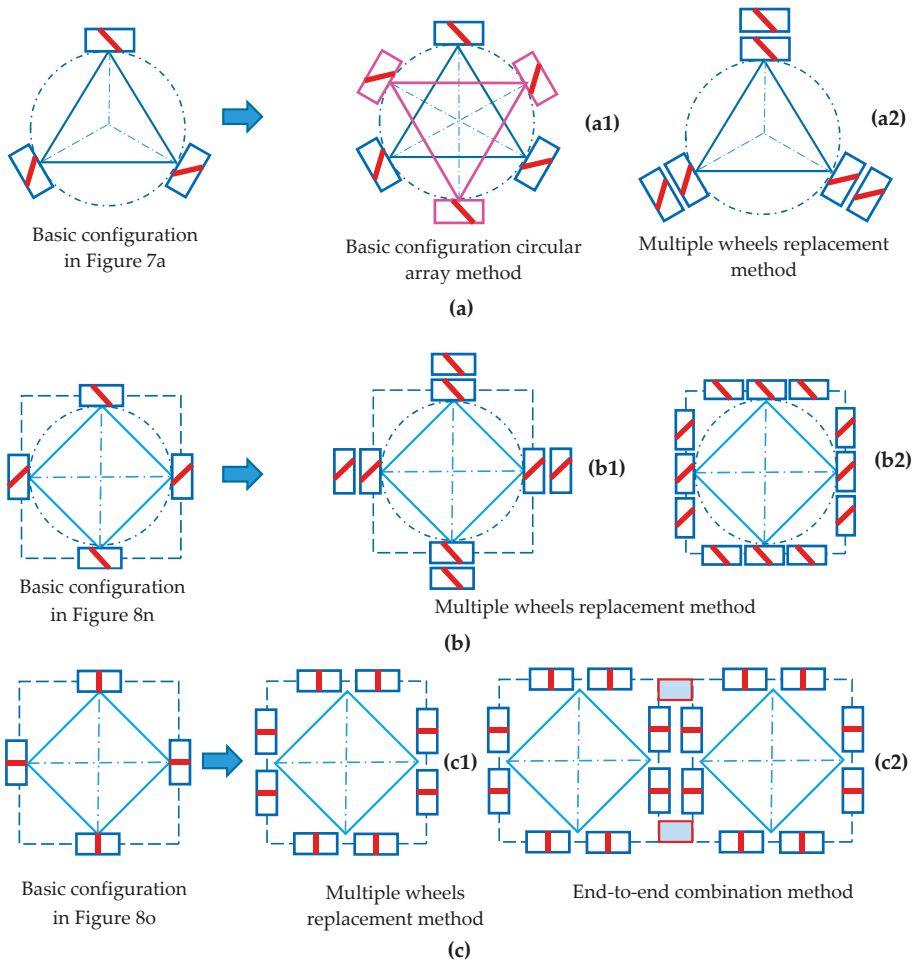 (a1)
(a2)
Basic configuration
in Figure 7a
Basic configuration circular
array method
Multiple wheels replacement
method
(a)
(b1)
(b2)
Basic configuration
in Figure 8n
Multiple wheels replacement method
(b)
(c1)
(c2)
Basic configuration
in Figure 8o
Multiple wheels
replacement method
End-to-end combination method
(c)